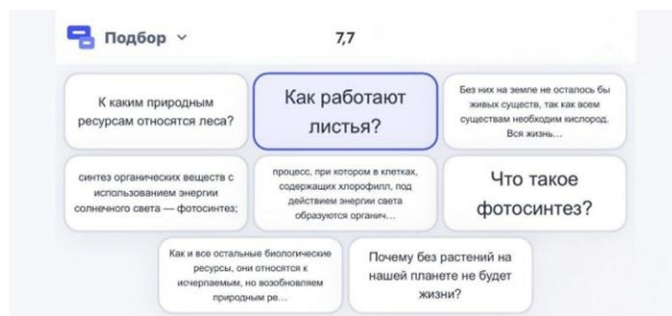 Подбор
7,7
К каким природным
ресурсам относятся леса?
Как работают
листья?
Без них на земле не осталось бы
живых существ, так как всем
существам необходим кислород.
Вся жизнь...
синтез органических веществ с
использованием энергии
солнечного света — фотосинтез;
процесс, при котором в клетках,
содержащих хлорофилл, под
действием энергии света
образуются органич...
Что такое
фотосинтез?
Как и все остальные биологические
ресурсы, они относятся к
исчерпаемым, но возобновляем
природным ре...
Почему без растений на
нашей планете не будет
жизни?